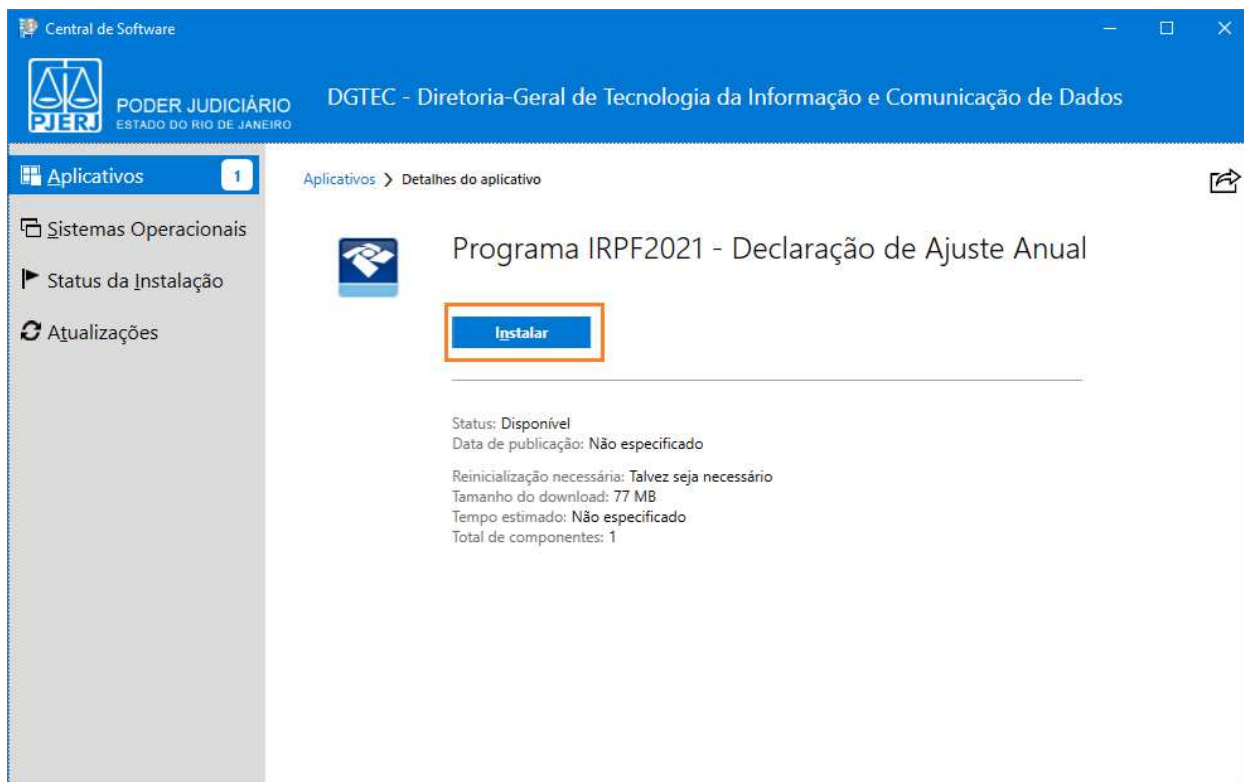 Central de Software
PJERJ
PODER JUDICIÁRIO
ESTADO DO RIO DE JANEIRO
DGTEC - Diretoria-Geral de Tecnologia da Informação e Comunicação de Dados
Aplicativos 1
Sistemas Operacionais
Status da Instalação
Atualizações
Aplicativos > Detalhes do aplicativo
Programa IRPF2021 - Declaração de Ajuste Anual
Instalar
Status: Disponível
Data de publicação: Não especificado
Reinicialização necessária: Talvez seja necessário
Tamanho do download: 77 MB
Tempo estimado: Não especificado
Total de componentes: 1